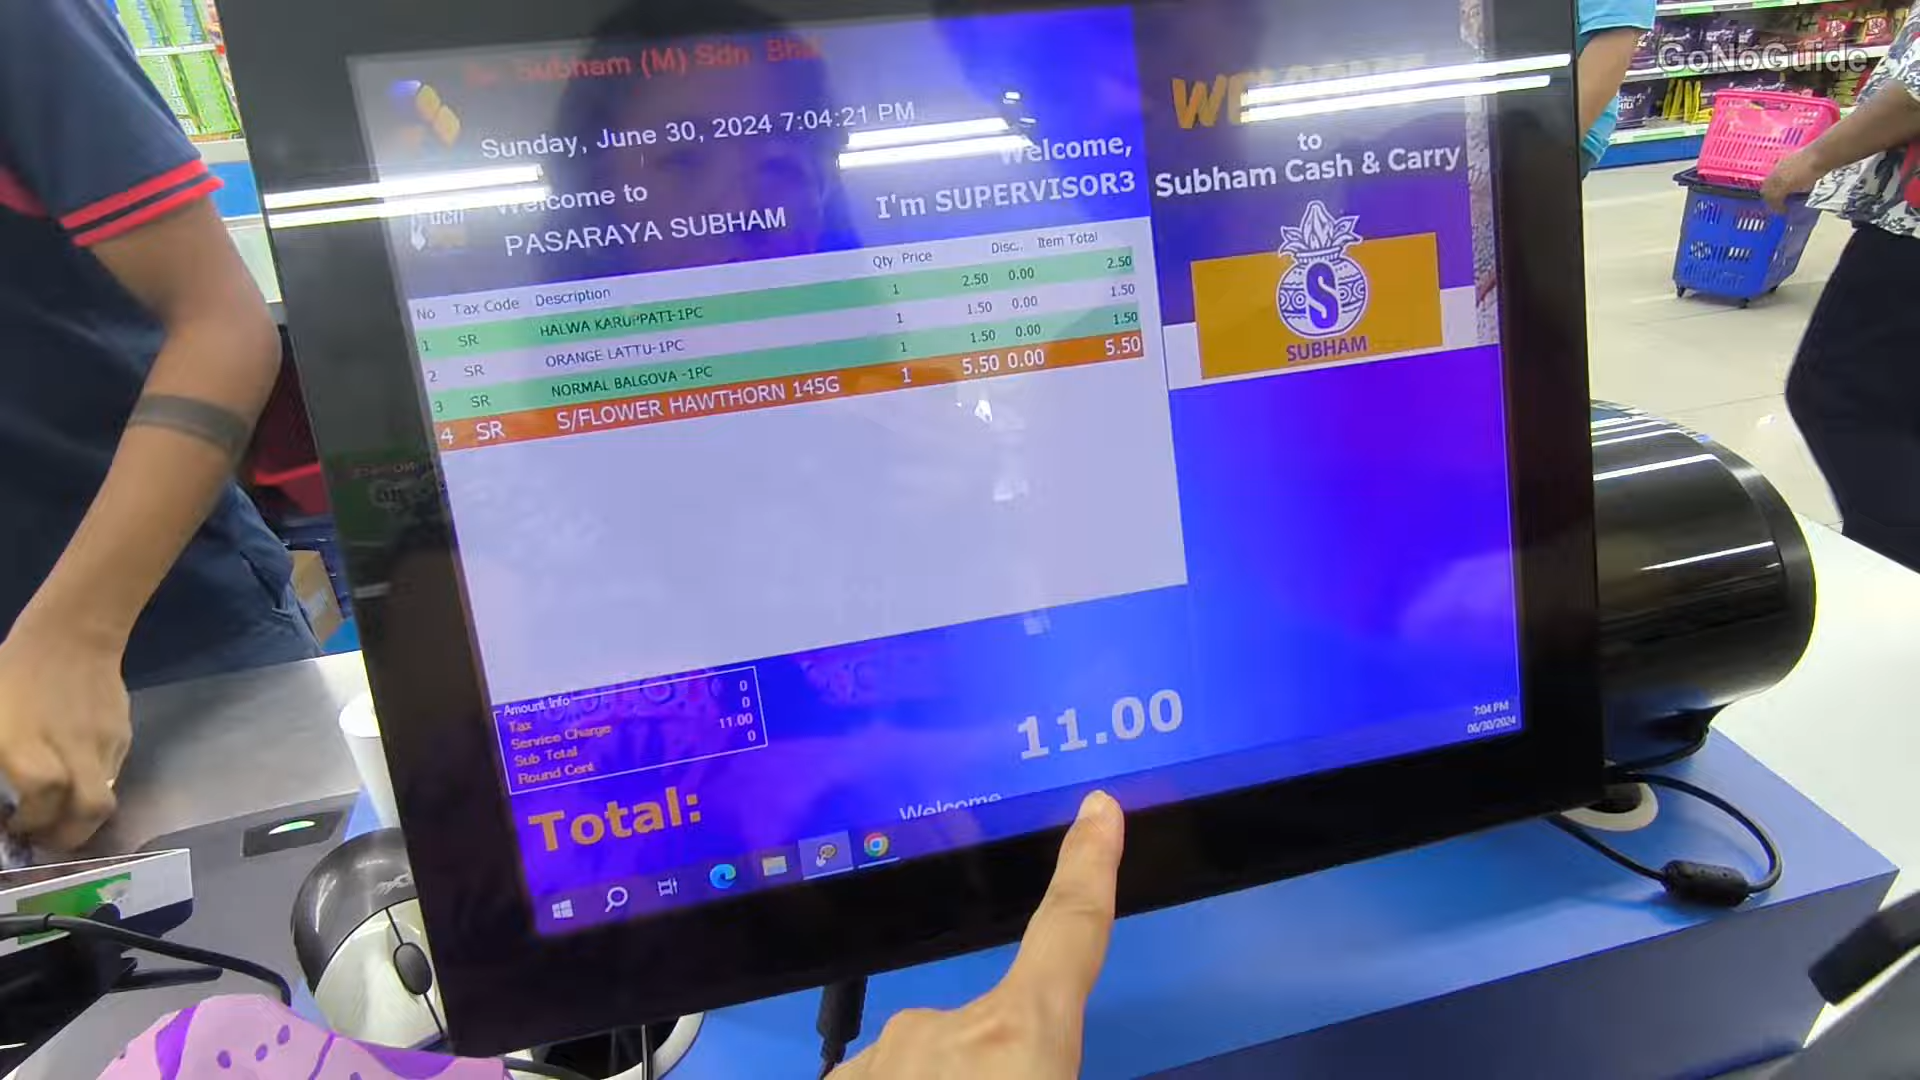 GoNoGuide
Subham (M) Sdn Bhd
Sunday, June 30, 2024 7:04:21 PM
Welcome to
PASARAYA SUBHAM
Welcome,
I'm SUPERVISOR3
to
Subham Cash & Carry
S
SUBHAM
No Tax Code Description Qty Price Disc.. Item Total
1 SR HALWA KARUPPATI-1PC 1 2.50 0.00 2.50
2 SR ORANGE LATTU-1PC 1 1.50 0.00 1.50
3 SR NORMAL BALGOVA -1PC 1 1.50 0.00 1.50
4 SR S/FLOWER HAWTHORN 145G 1 5.50 0.00 5.50
Amount Info
Tax 0
Service Charge 0
Sub Total 11.00
Round Cent 0
Total: 11.00
Welcome
7:04 PM
06/30/2024